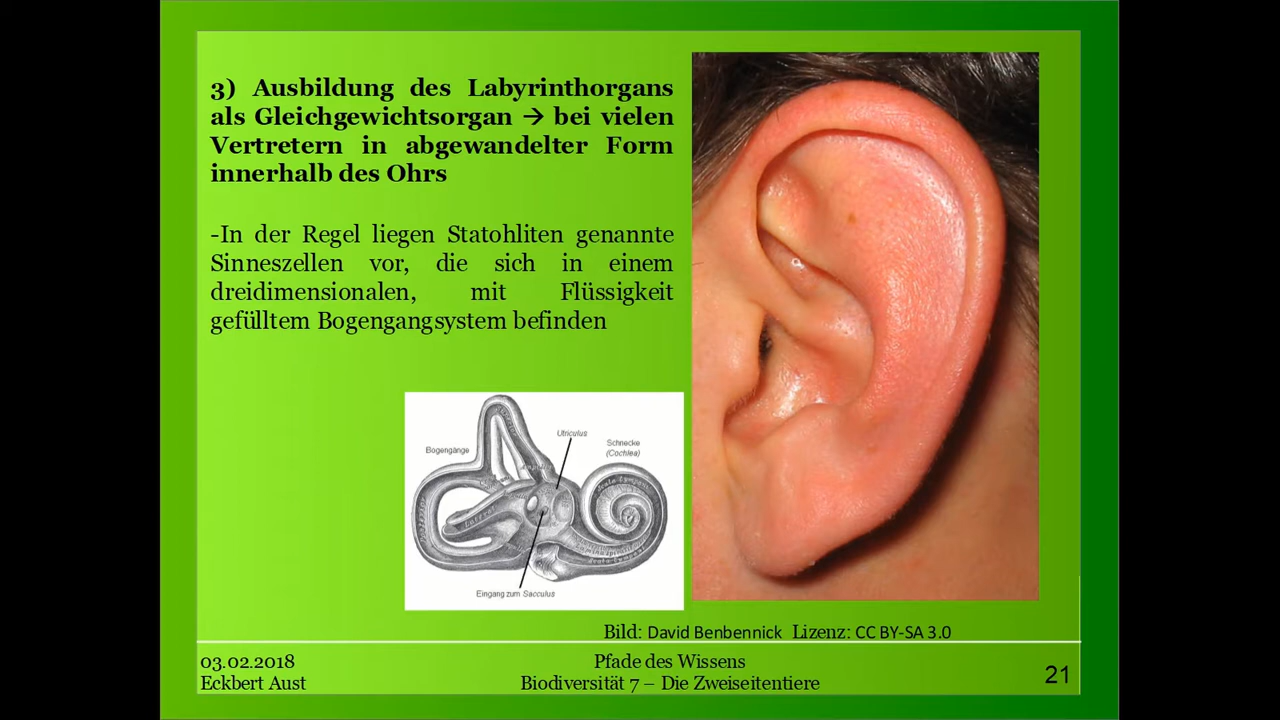 3) Ausbildung des Labyrinthorgans
als Gleichgewichtsorgan → bei vielen
Vertretern in abgewandelter Form
innerhalb des Ohrs
-In der Regel liegen Statohliten genannte
Sinneszellen vor, die sich in einem
dreidimensionalen, mit Flüssigkeit
gefülltem Bogengangsystem befinden
Utriculus
Bogengänge
Schnecke
(Cochlea)
Eingang zum Sacculus
Bild: David Benbennick Lizenz: CC BY-SA 3.0
03.02.2018
Eckbert Aust
Pfade des Wissens
Biodiversität 7 – Die Zweiseitentiere
21